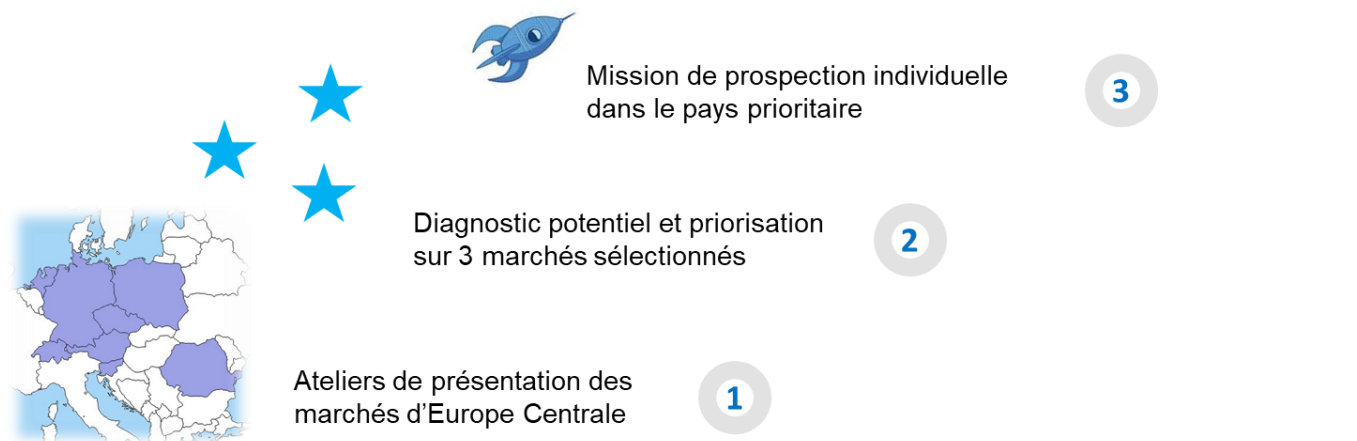 Mission de prospection individuelle
dans le pays prioritaire
3
Diagnostic potentiel et priorisation
sur 3 marchés sélectionnés
2
Ateliers de présentation des
marchés d’Europe Centrale
1